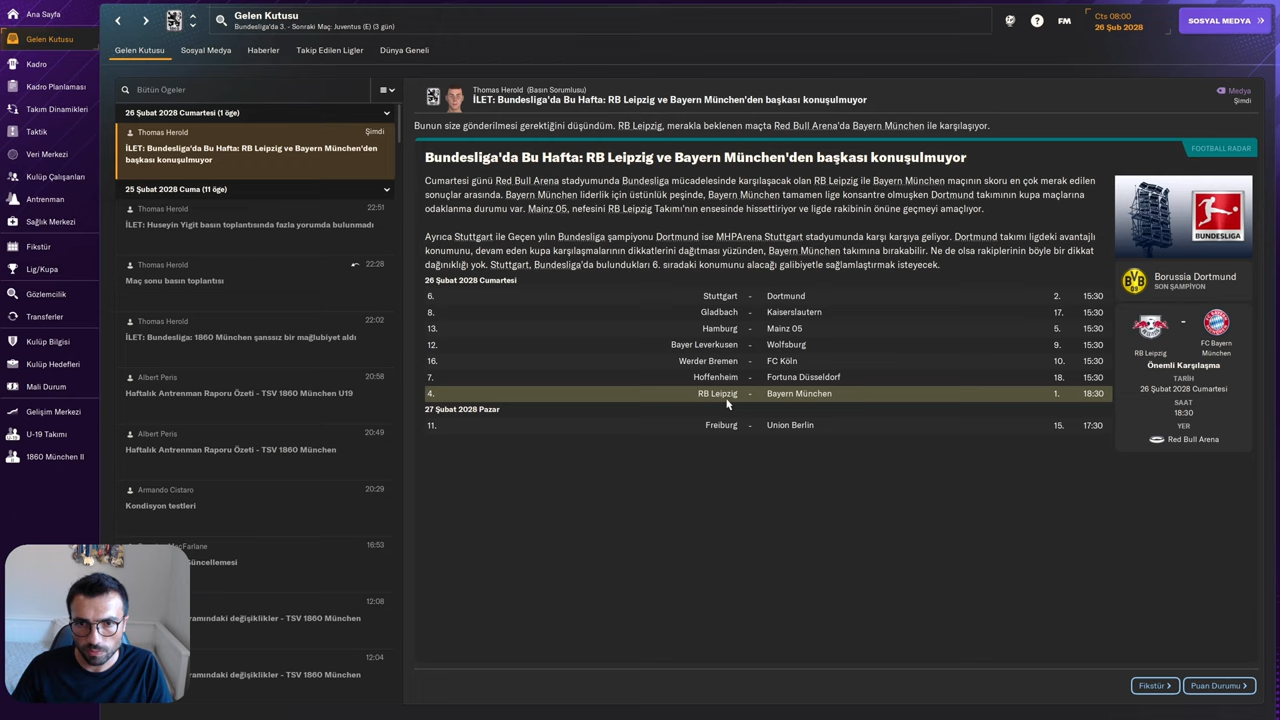 Ana Sayfa
Gelen Kutusu
Kadro
Kadro Planlaması
Takım Dinamikleri
Taktik
Veri Merkezi
Kulüp Çalışanları
Antrenman
Sağlık Merkezi
Fikstür
Lig/Kupa
Gözlemcilik
Transferler
Kulüp Bilgisi
Kulüp Hedefleri
Mali Durum
Gelişim Merkezi
U-19 Takımı
1860 München II
Gelen Kutusu
Bundesliga'da 3. - Sonraki Maç: Juventus (E) (3 gün)
FM
Cts 08:00
26 Şub 2028
SOSYAL MEDYA
Gelen Kutusu
Sosyal Medya
Haberler
Takip Edilen Ligler
Dünya Geneli
Bütün Ögeler
26 Şubat 2028 Cumartesi (1 öge)
Thomas Herold
Şimdi
İLET: Bundesliga'da Bu Hafta: RB Leipzig ve Bayern München'den
başkası konuşulmuyor
25 Şubat 2028 Cuma (11 öge)
Thomas Herold
22:51
İLET: Huseyin Yigit basın toplantısında fazla yorumda bulunmadı
Thomas Herold
22:28
Maç sonu basın toplantısı
Thomas Herold
22:02
İLET: Bundesliga: 1860 München şanssız bir mağlubiyet aldı
Albert Peris
20:58
Haftalık Antrenman Raporu Özeti - TSV 1860 München U19
Albert Peris
20:49
Haftalık Antrenman Raporu Özeti - TSV 1860 München
Armando Cistaro
20:29
Kondisyon testleri
MacFarlane
16:53
Güncellemesi
12:08
ramındaki değişiklikler - TSV 1860 München
12:04
ramındaki değişiklikler - TSV 1860 München
Thomas Herold (Basın Sorumlusu)
İLET: Bundesliga'da Bu Hafta: RB Leipzig ve Bayern München'den başkası konuşulmuyor
Medya
Şimdi
Bunun size gönderilmesi gerektiğini düşündüm. RB Leipzig, merakla beklenen maçta Red Bull Arena'da Bayern München ile karşılaşıyor.
FOOTBALL RADAR
Bundesliga'da Bu Hafta: RB Leipzig ve Bayern München'den başkası konuşulmuyor
Cumartesi günü Red Bull Arena stadyumunda Bundesliga mücadelesinde karşılaşacak olan RB Leipzig ile Bayern München maçının skoru en çok merak edilen
sonuçlar arasında. Bayern München liderlik için üstünlük peşinde, Bayern München tamamen lige konsantre olmuşken Dortmund takımının kupa maçlarına
odaklanma durumu var. Mainz 05, nefesini RB Leipzig Takımı'nın ensesinde hissettiriyor ve ligde rakibinin önüne geçmeyi amaçlıyor.
Ayrıca Stuttgart ile Geçen yılın Bundesliga şampiyonu Dortmund ise MHPArena Stuttgart stadyumunda karşı karşıya geliyor. Dortmund takımı ligdeki avantajlı
konumunu, devam eden kupa karşılaşmalarının dikkatlerini dağıtması yüzünden, Bayern München takımına bırakabilir. Ne de olsa rakiplerinin böyle bir dikkat
dağınıklığı yok. Stuttgart, Bundesliga'da bulundukları 6. sıradaki konumunu alacağı galibiyetle sağlamlaştırmak isteyecek.
26 Şubat 2028 Cumartesi
6. Stuttgart - Dortmund 2. 15:30
8. Gladbach - Kaiserslautern 17. 15:30
13. Hamburg - Mainz 05 5. 15:30
12. Bayer Leverkusen - Wolfsburg 9. 15:30
16. Werder Bremen - FC Köln 10. 15:30
7. Hoffenheim - Fortuna Düsseldorf 18. 15:30
4. RB Leipzig - Bayern München 1. 18:30
27 Şubat 2028 Pazar
11. Freiburg - Union Berlin 15. 17:30
BUNDESLIGA
Borussia Dortmund
SON ŞAMPİYON
-
RB Leipzig
FC Bayern
München
Önemli Karşılaşma
TARİH
26 Şubat 2028 Cumartesi
SAAT
18:30
YER
Red Bull Arena
Fikstür
Puan Durumu